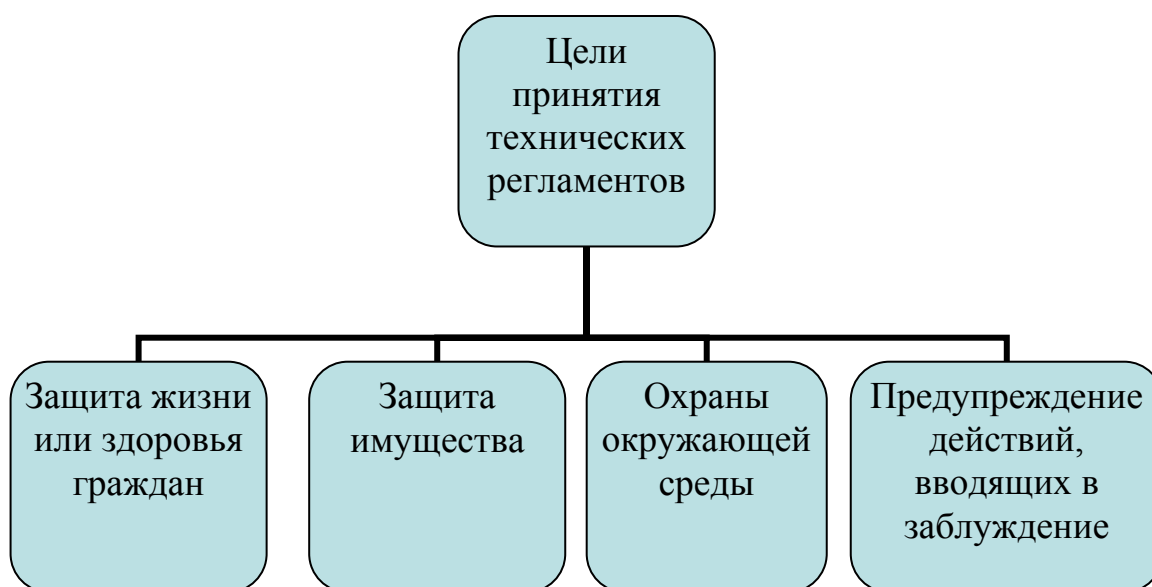 Цели
принятия
технических
регламентов
Защита жизни
или здоровья
граждан
Защита
имущества
Охраны
окружающей
среды
Предупреждение
действий,
вводящих в
заблуждение